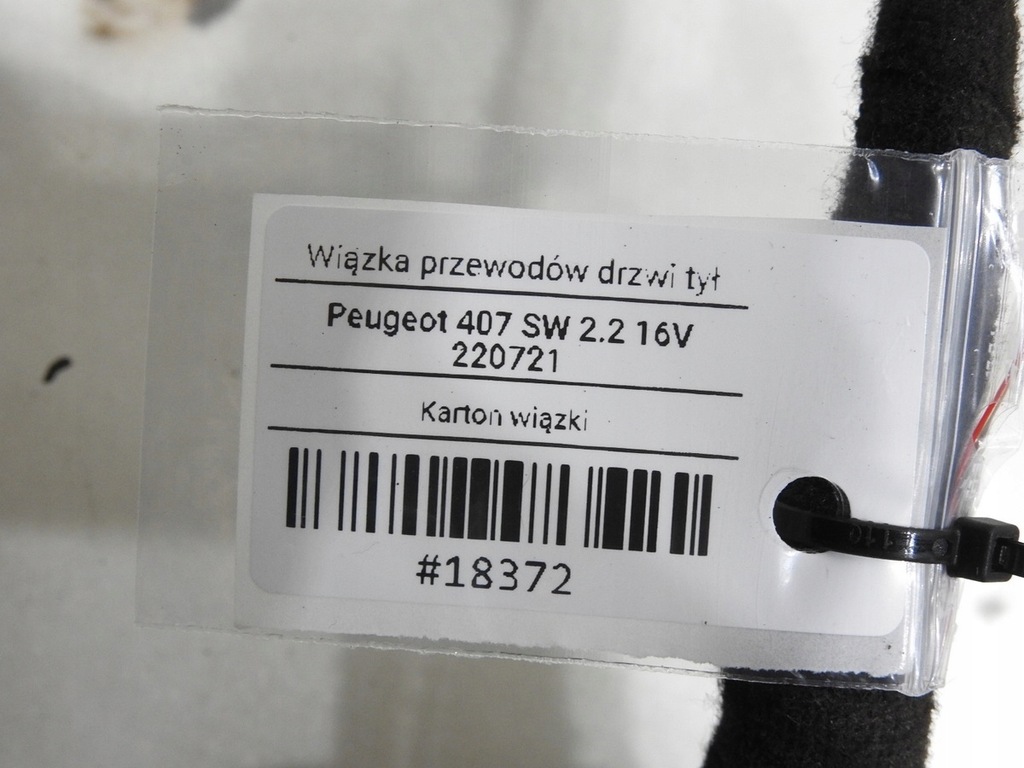 Wiązka przewodów drzwi tył
Peugeot 407 SW 2.2 16V
220721
Karton wiązki
#18372